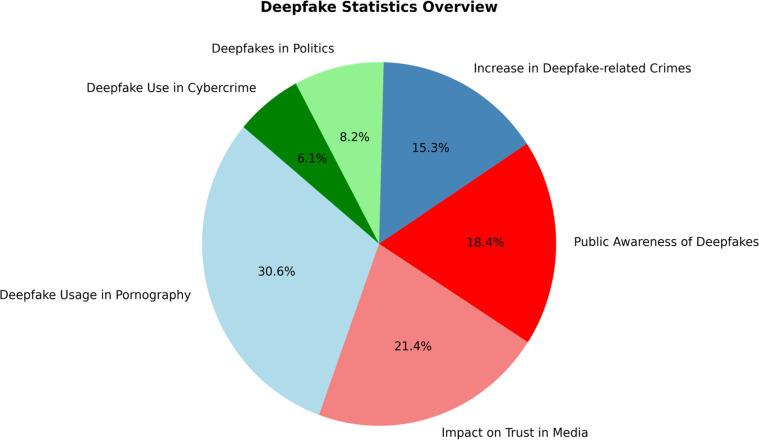 Deepfake Statistics Overview
Deepfakes in Politics
Increase in Deepfake-related Crimes
Deepfake Use in Cybercrime
8.2%
15.3%
6.1%
18.4%
Public Awareness of Deepfakes
30.6%
Deepfake Usage in Pornography
21.4%
Impact on Trust in Media